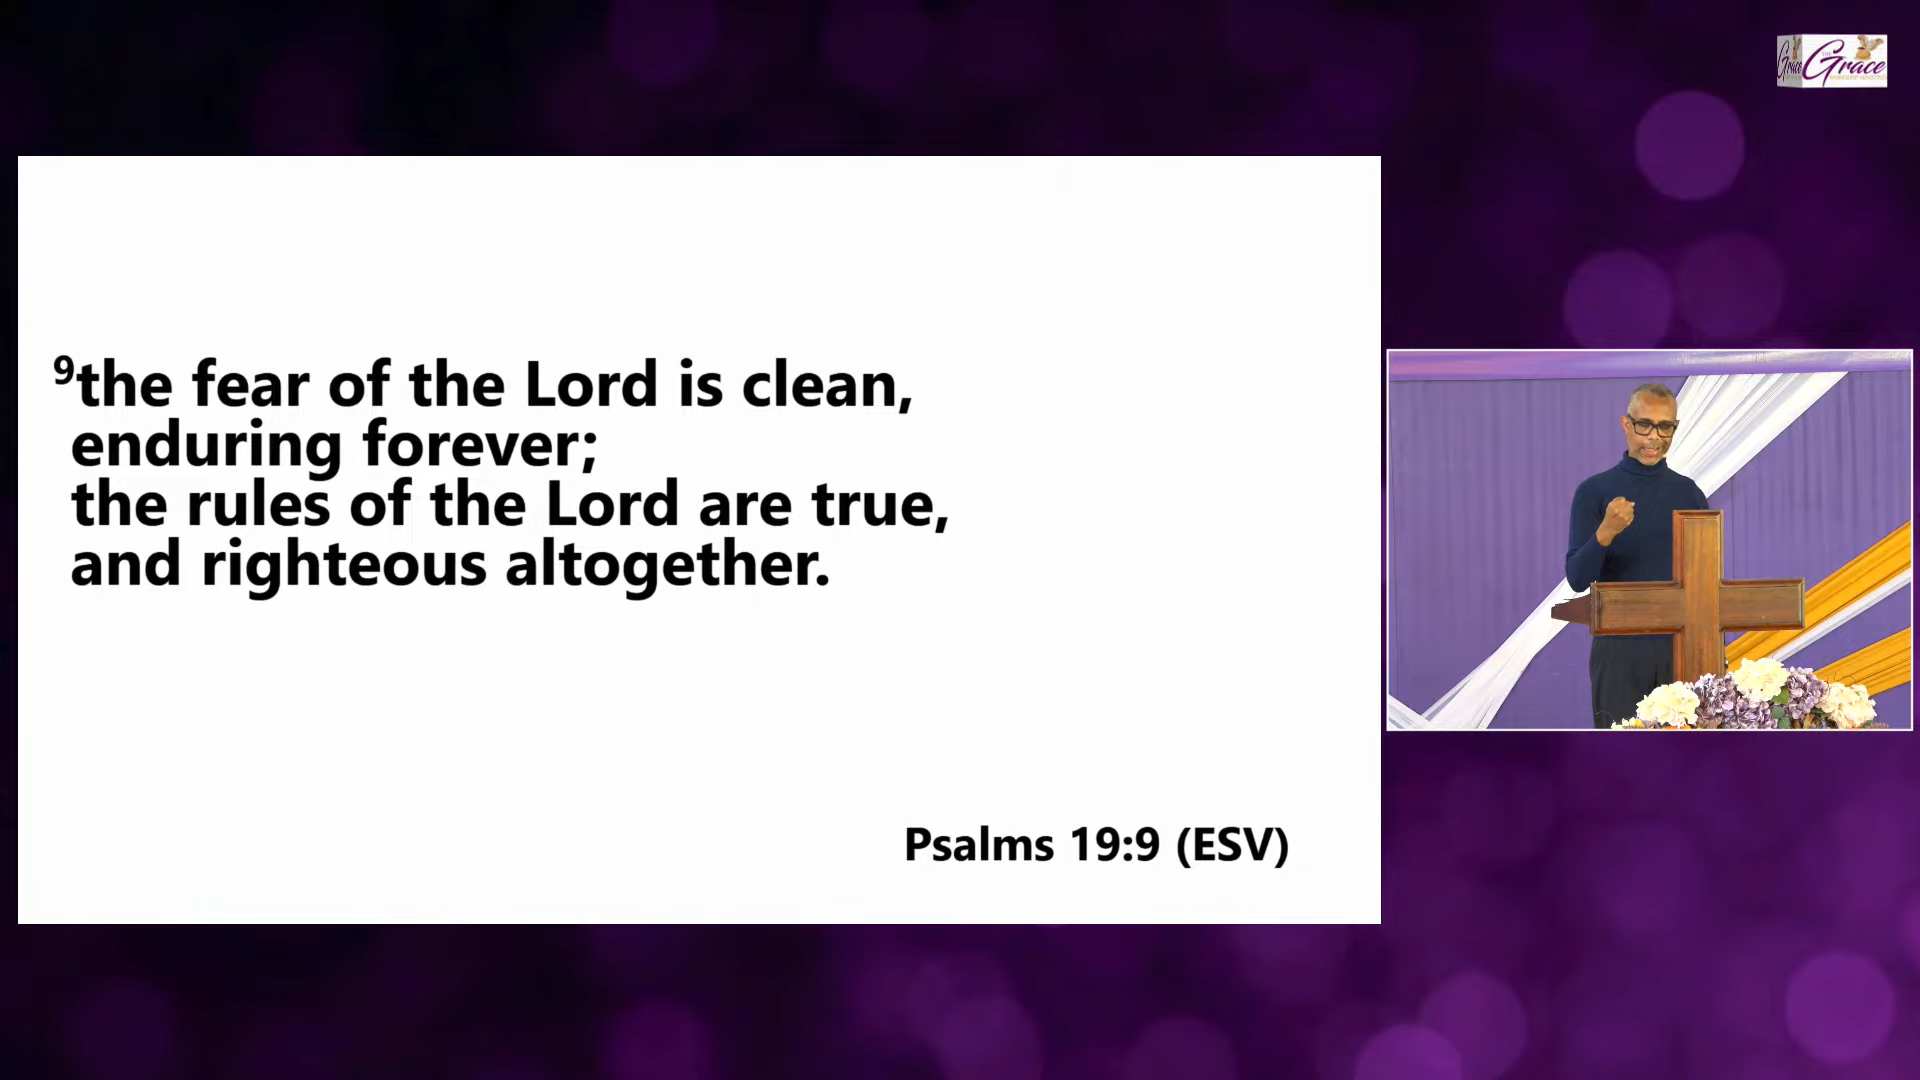 Grace
Grace
⁹the fear of the Lord is clean,
enduring forever;
the rules of the Lord are true,
and righteous altogether.
Psalms 19:9 (ESV)